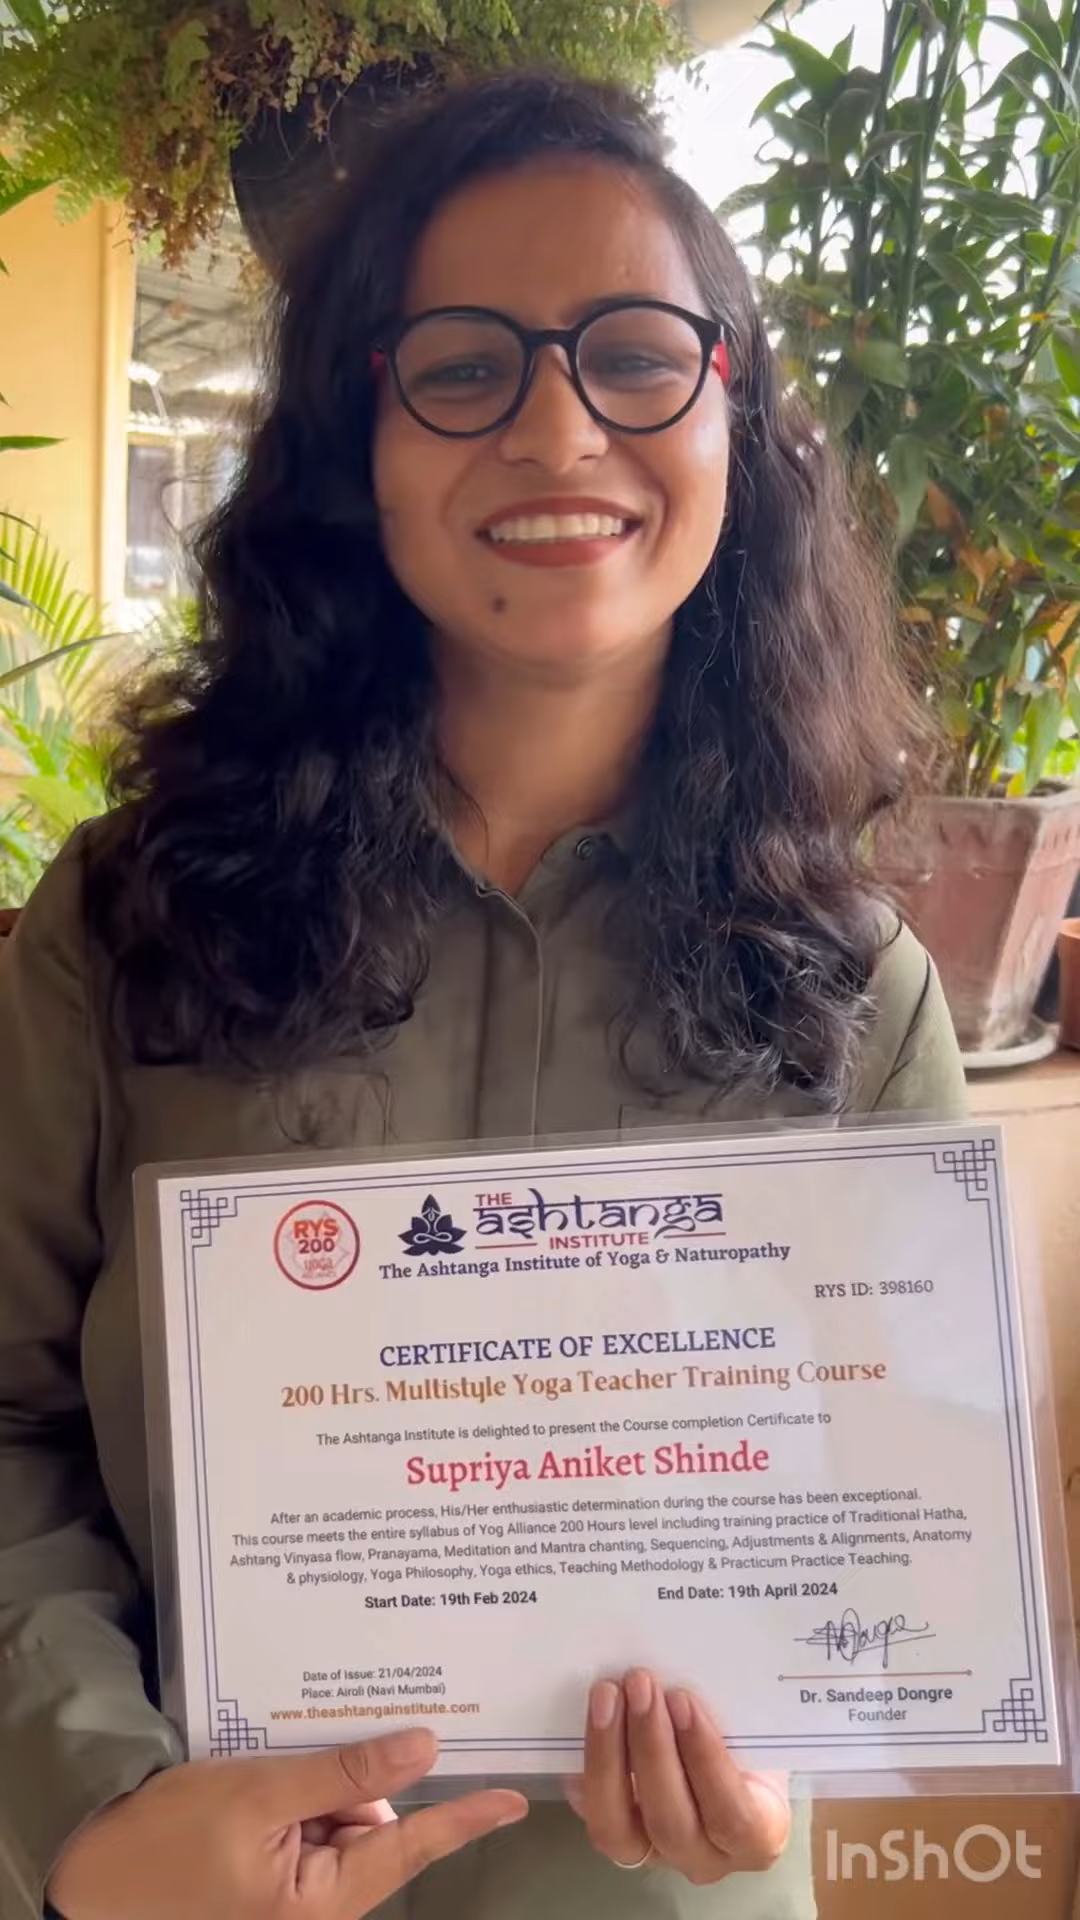 RYS
200
yoga
THE
ashtanga
INSTITUTE
The Ashtanga Institute of Yoga & Naturopathy
RYS ID: 398160
CERTIFICATE OF EXCELLENCE
200 Hrs. Multistyle Yoga Teacher Training Course
The Ashtanga Institute is delighted to present the Course completion Certificate to
Supriya Aniket Shinde
After an academic process, His/Her enthusiastic determination during the course has been exceptional.
This course meets the entire syllabus of Yog Alliance 200 Hours level including training practice of Traditional Hatha,
Ashtang Vinyasa flow, Pranayama, Meditation and Mantra chanting, Sequencing, Adjustments & Alignments, Anatomy
& physiology, Yoga Philosophy, Yoga ethics, Teaching Methodology & Practicum Practice Teaching.
Start Date: 19th Feb 2024 End Date: 19th April 2024
Date of Issue: 21/04/2024
Place: Airoli (Navi Mumbai)
www.theashtangainstitute.com
Dr. Sandeep Dongre
Founder
InShOt